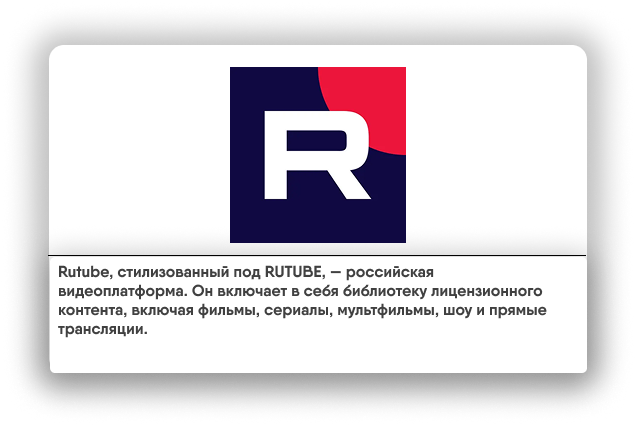 R
Rutube, стилизованный под RUTUBE, — российская
видеоплатформа. Он включает в себя библиотеку лицензионного
контента, включая фильмы, сериалы, мультфильмы, шоу и прямые
трансляции.